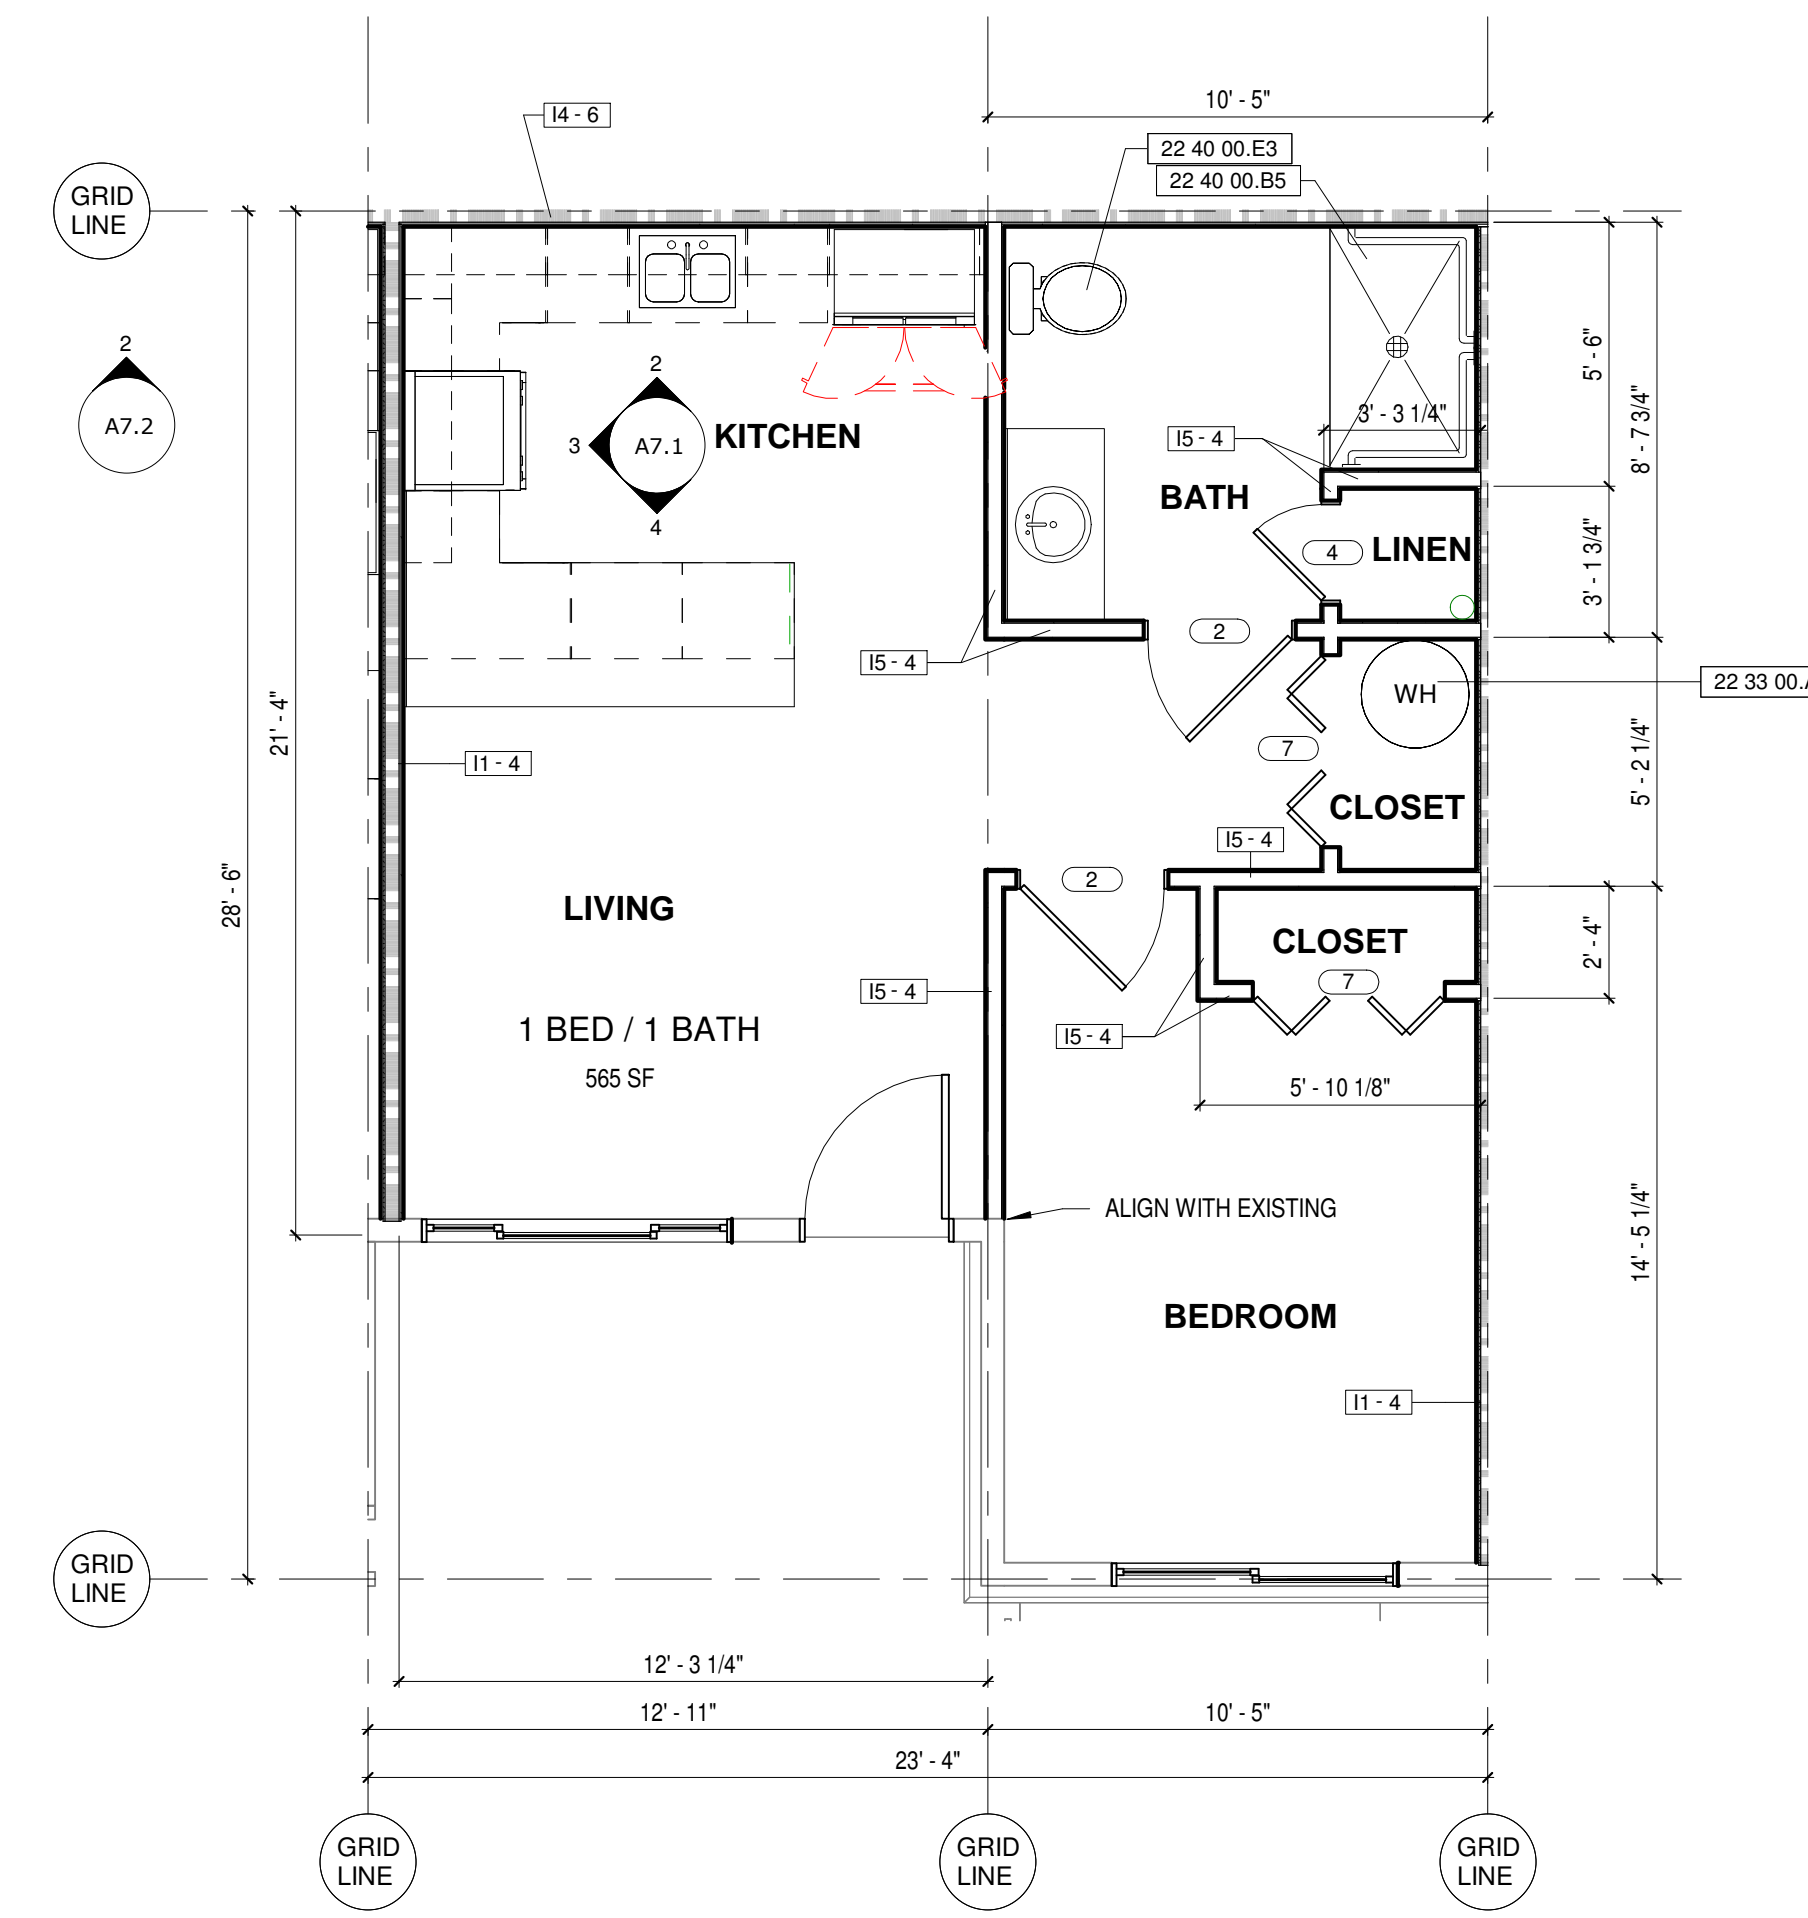 10' - 5"
I4 - 6
22 40 00.E3
22 40 00.B5
GRID
LINE
2
A7.2
2
3
A7.1
4
KITCHEN
5' - 6"
8' - 7 3/4"
3' - 3 1/4"
I5 - 4
BATH
4
LINEN
3' - 1 3/4"
2
I5 - 4
WH
22 33 00.
21' - 4"
7
5' - 2 1/4"
I1 - 4
CLOSET
I5 - 4
28' - 6"
2
LIVING
CLOSET
2' - 4"
7
I5 - 4
1 BED / 1 BATH
I5 - 4
565 SF
5' - 10 1/8"
ALIGN WITH EXISTING
14' - 5 1/4"
BEDROOM
I1 - 4
GRID
LINE
12' - 3 1/4"
12' - 11"
10' - 5"
23' - 4"
GRID
LINE
GRID
LINE
GRID
LINE